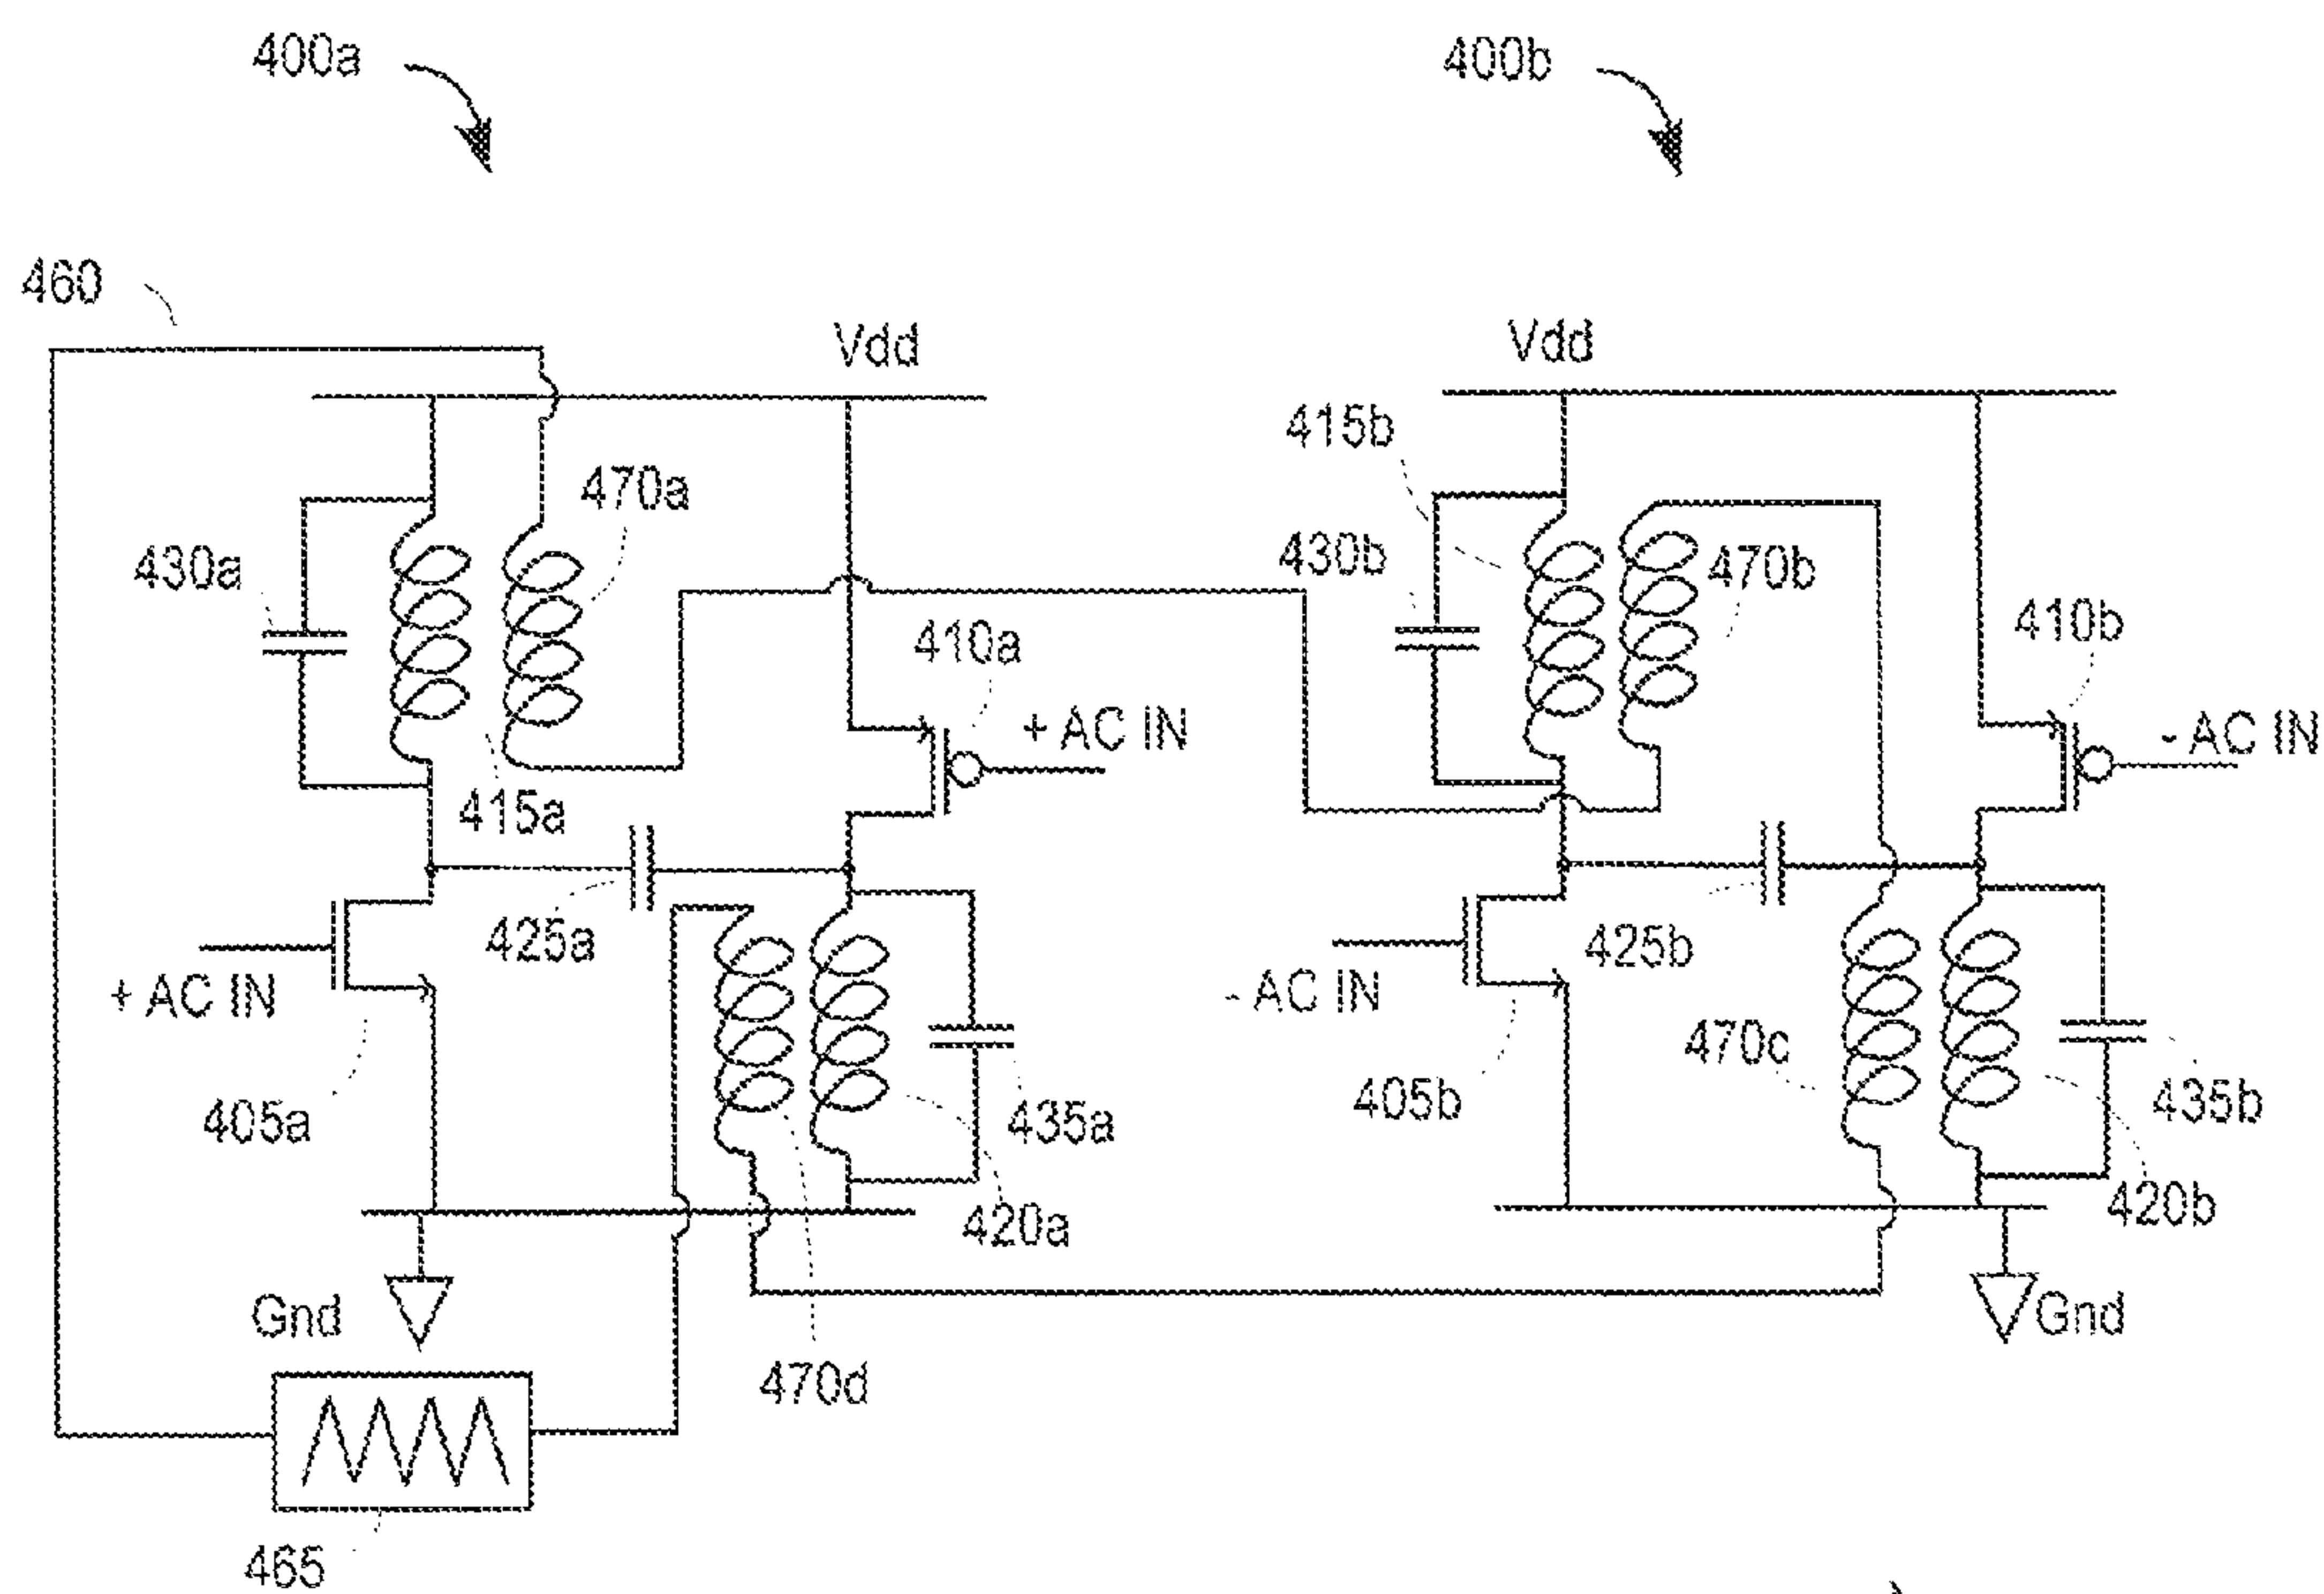 400a
400b
460
Vdd
Vdd
415b
470a
430a
430b
470b
410a
410b
+ AC IN
- AC IN
415a
425a
425b
+ AC IN
- AC IN
470c
405a
435a
405b
435b
420a
420b
Gnd
Gnd
470d
465